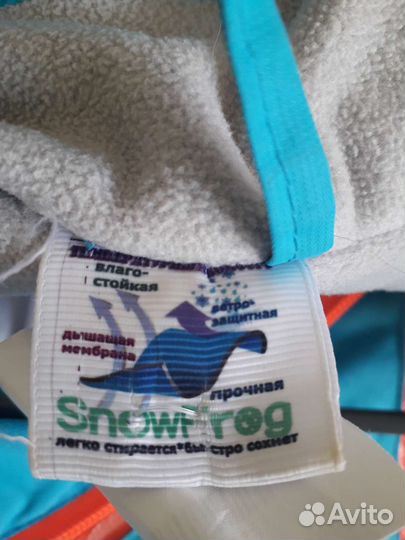 влаго-
стойкая
ветро-
защитная
дышащая
мембрана
прочная
SnowFrog
легко стирается*быстро сохнет
Avito